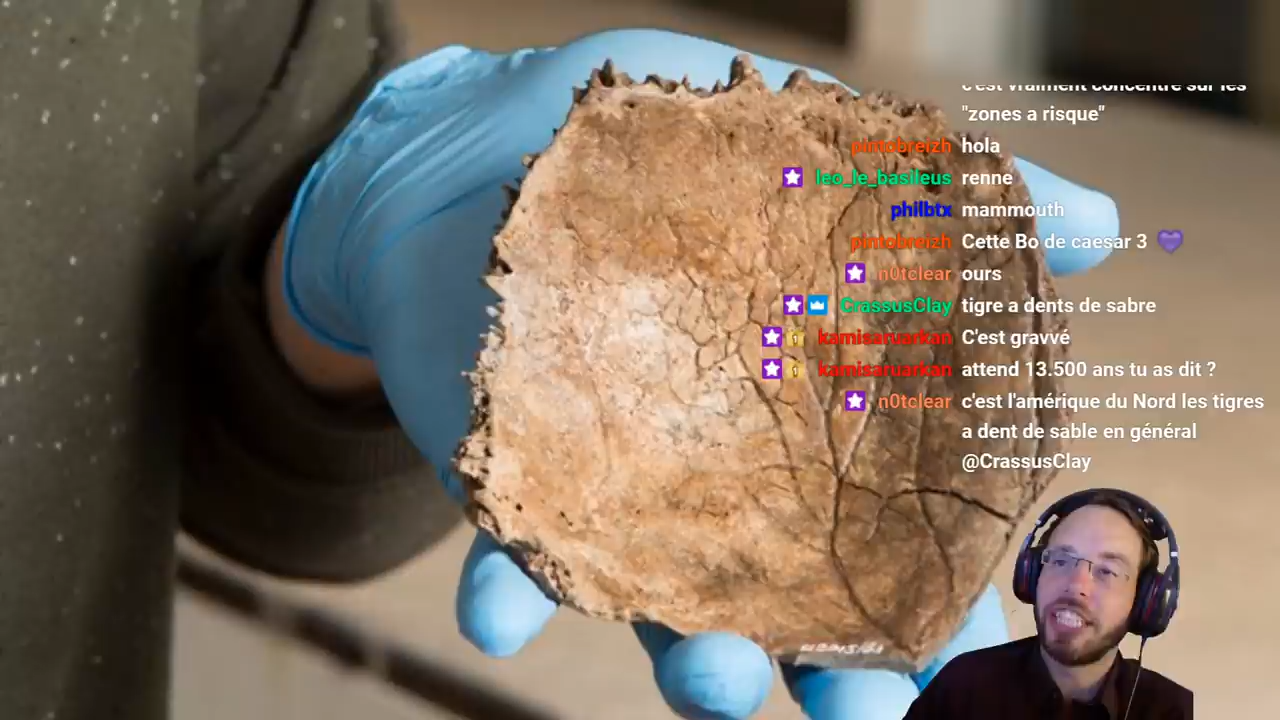 c'est vraiment concentré sur les
"zones a risque"
pintobreizh hola
leo_le_basileus renne
philbtx mammouth
pintobreizh Cette Bo de caesar 3
n0tclear ours
CrassusClay tigre a dents de sabre
kamisaruarkan C'est gravvé
kamisaruarkan attend 13.500 ans tu as dit ?
n0tclear c'est l'amérique du Nord les tigres
a dent de sable en général
@CrassusClay